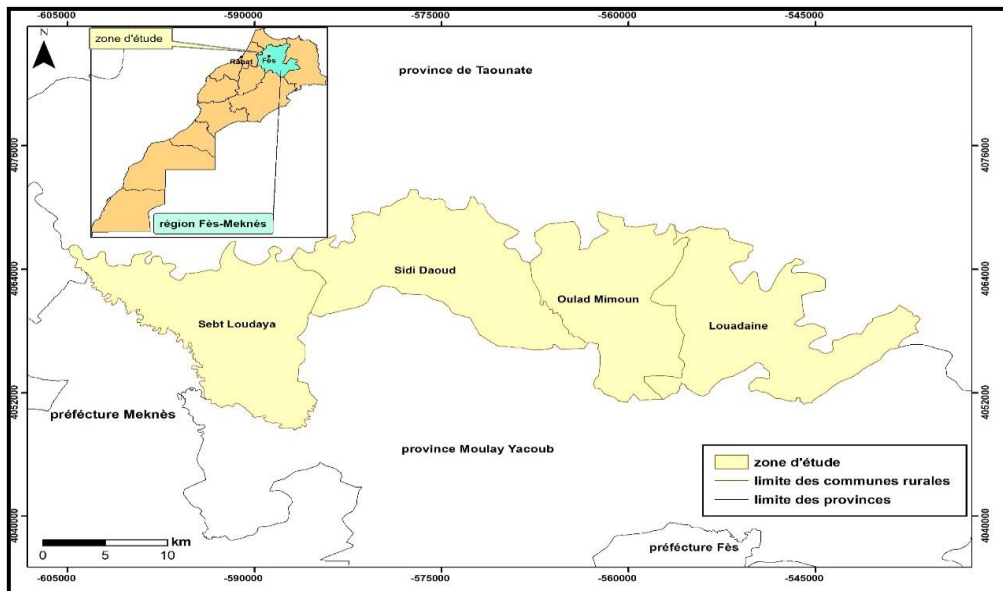 -605000 -590000 -575000 -560000 -545000
N
zone d'étude
Rabat
Fès
région Fès-Meknès
province de Taounate
4076000
4076000
4064000
4064000
Sidi Daoud
Oulad Mimoun
Sebt Loudaya
Louadaine
4052000
4052000
préfécture Meknès
province Moulay Yacoub
zone d'étude
limite des communes rurales
limite des provinces
4040000
4040000
km
0 5 10
préfécture Fès
-605000 -590000 -575000 -560000 -545000